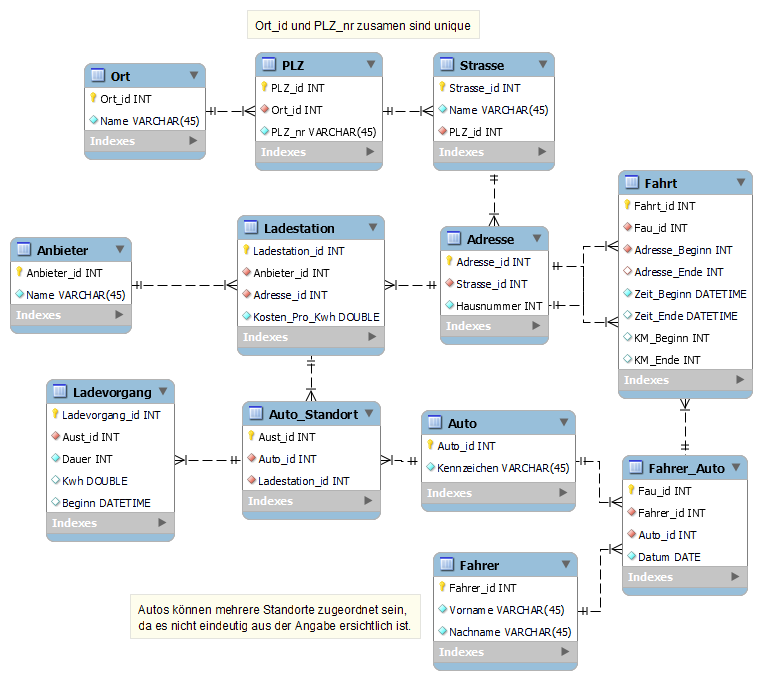 Ort_id und PLZ_nr zusamen sind unique
Ort
Ort_id INT
Name VARCHAR(45)
Indexes
PLZ
PLZ_id INT
Ort_id INT
PLZ_nr VARCHAR(45)
Indexes
Strasse
Strasse_id INT
Name VARCHAR(45)
PLZ_id INT
Indexes
Fahrt
Fahrt_id INT
Fau_id INT
Adresse_Beginn INT
Adresse_Ende INT
Zeit_Beginn DATETIME
Zeit_Ende DATETIME
KM_Beginn INT
KM_Ende INT
Indexes
Anbieter
Anbieter_id INT
Name VARCHAR(45)
Indexes
Ladestation
Ladestation_id INT
Anbieter_id INT
Adresse_id INT
Kosten_Pro_Kwh DOUBLE
Indexes
Adresse
Adresse_id INT
Strasse_id INT
Hausnummer INT
Indexes
Ladevorgang
Ladevorgang_id INT
Aust_id INT
Dauer INT
Kwh DOUBLE
Beginn DATETIME
Indexes
Auto_Standort
Aust_id INT
Auto_id INT
Ladestation_id INT
Indexes
Auto
Auto_id INT
Kennzeichen VARCHAR(45)
Indexes
Fahrer_Auto
Fau_id INT
Fahrer_id INT
Auto_id INT
Datum DATE
Indexes
Fahrer
Fahrer_id INT
Vorname VARCHAR(45)
Nachname VARCHAR(45)
Indexes
Autos können mehrere Standorte zugeordnet sein,
da es nicht eindeutig aus der Angabe ersichtlich ist.